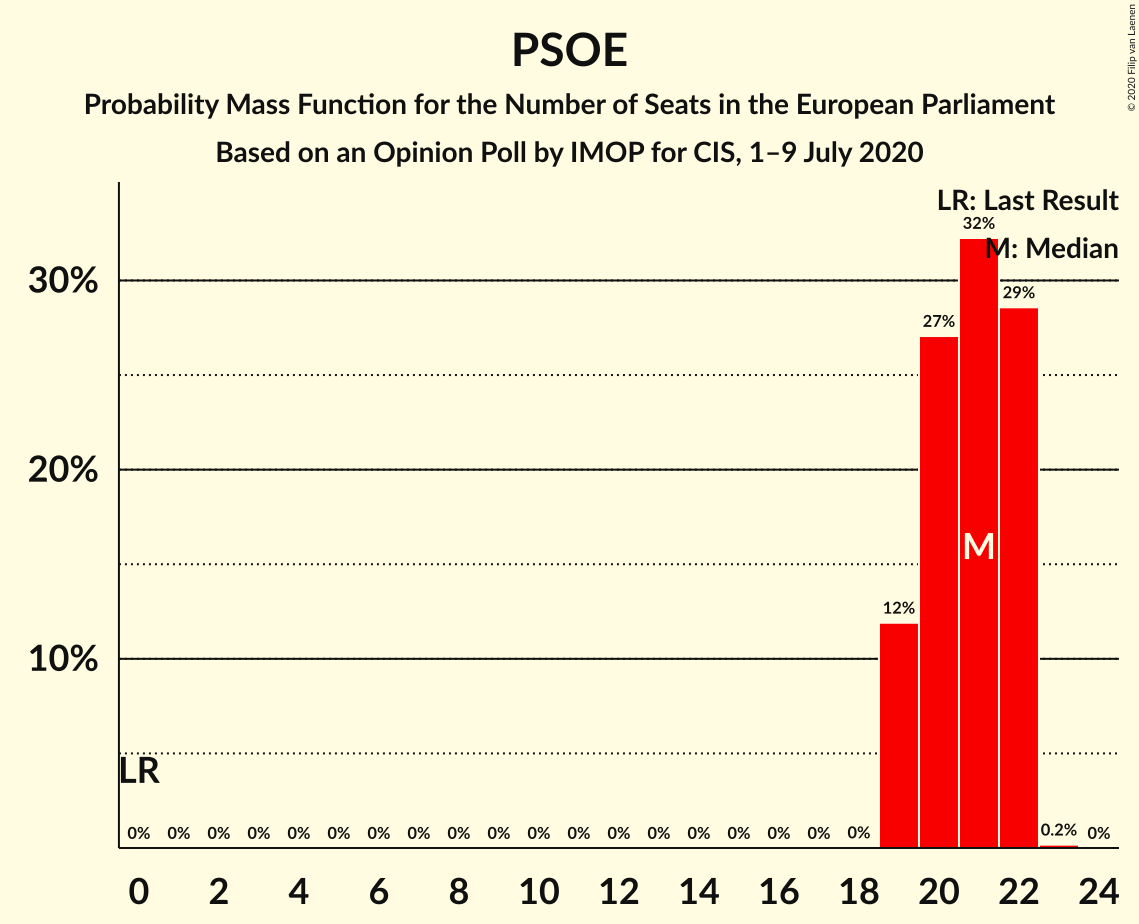 PSOE
Probability Mass Function for the Number of Seats in the European Parliament
Based on an Opinion Poll by IMOP for CIS, 1–9 July 2020
© 2020 Filip van Laenen
LR: Last Result
M: Median
30%
20%
10%
32%
29%
27%
12%
M
LR
0% 0% 0% 0% 0% 0% 0% 0% 0% 0% 0% 0% 0% 0% 0% 0% 0% 0% 0% 0.2% 0%
0 2 4 6 8 10 12 14 16 18 20 22 24